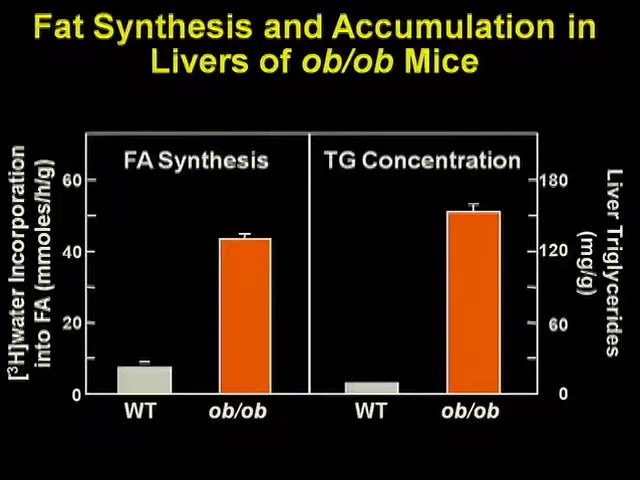 Fat Synthesis and Accumulation in
Livers of ob/ob Mice
[³H]water Incorporation
into FA (mmoles/h/g)
FA Synthesis
TG Concentration
60
40
20
0
180
120
60
0
Liver Triglycerides
(mg/g)
WT
ob/ob
WT
ob/ob